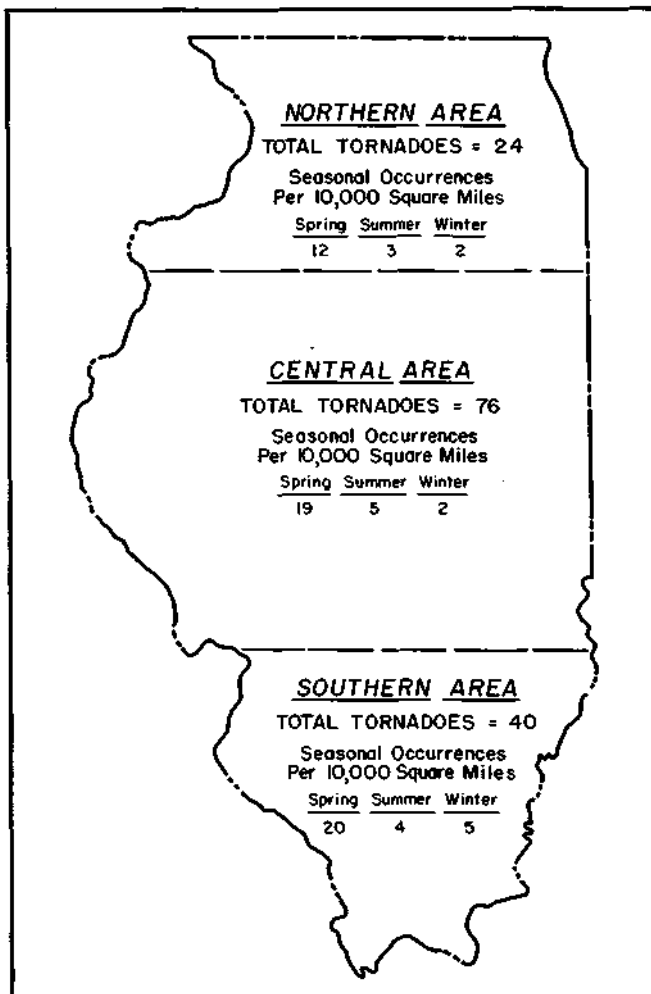 NORTHERN AREA
TOTAL TORNADOES = 24
Seasonal Occurrences
Per 10,000 Square Miles
Spring Summer Winter
12 3 2
CENTRAL AREA
TOTAL TORNADOES = 76
Seasonal Occurrences
Per 10,000 Square Miles
Spring Summer Winter
19 5 2
SOUTHERN AREA
TOTAL TORNADOES = 40
Seasonal Occurrences
Per 10,000 Square Miles
Spring Summer Winter
20 4 5